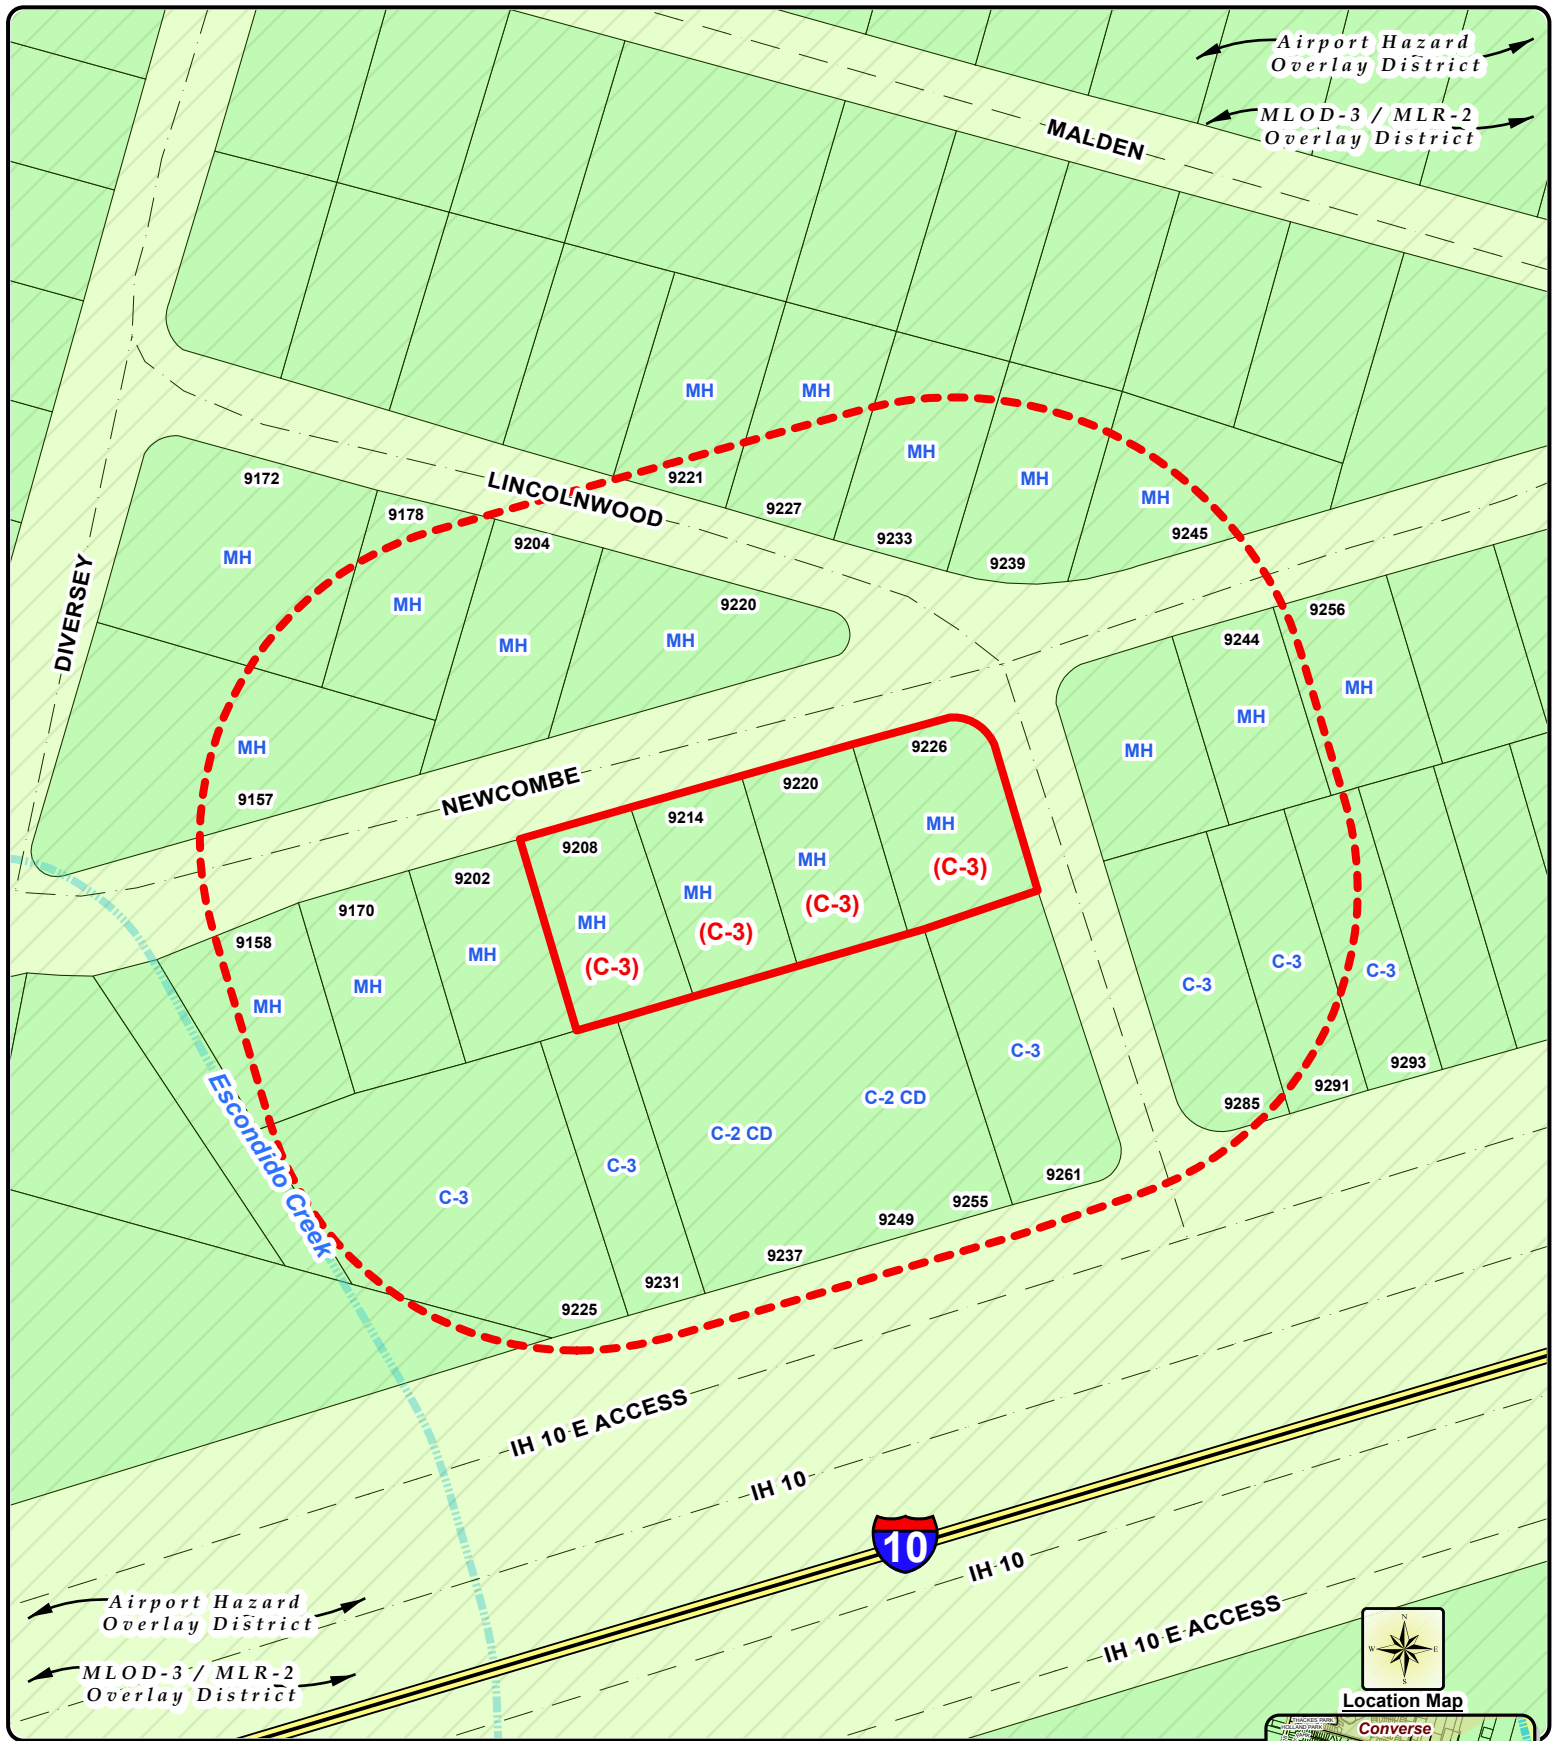 Airport Hazard
Overlay District
MLOD-3 / MLR-2
Overlay District
MALDEN
MH
MH
MH
MH
MH
9172
9221
9178
LINCOLNWOOD
9227
9204
9233
9245
9239
MH
DIVERSEY
MH
9220
9256
MH
MH
9244
MH
MH
MH
MH
9157
NEWCOMBE
9226
9220
9214
9208
MH
MH
MH
MH
(C-3)
(C-3)
(C-3)
(C-3)
9202
9170
9158
MH
MH
MH
C-3
C-3
C-3
C-3
9293
9291
9285
Escondido Creek
C-2 CD
C-2 CD
C-3
C-3
9261
9255
9249
9237
9231
9225
IH 10 E ACCESS
IH 10
10
IH 10
IH 10 E ACCESS
Airport Hazard
Overlay District
MLOD-3 / MLR-2
Overlay District
N
W
E
S
Location Map
THACKES PARK
HOLLAND PARK
PARK
Converse